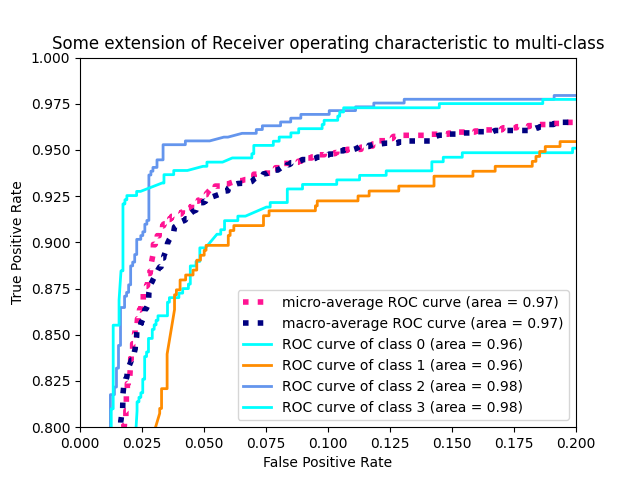 Some extension of Receiver operating characteristic to multi-class
True Positive Rate
1.000
0.975
0.950
0.925
0.900
0.875
0.850
0.825
0.800
micro-average ROC curve (area = 0.97)
macro-average ROC curve (area = 0.97)
ROC curve of class 0 (area = 0.96)
ROC curve of class 1 (area = 0.96)
ROC curve of class 2 (area = 0.98)
ROC curve of class 3 (area = 0.98)
0.000 0.025 0.050 0.075 0.100 0.125 0.150 0.175 0.200
False Positive Rate